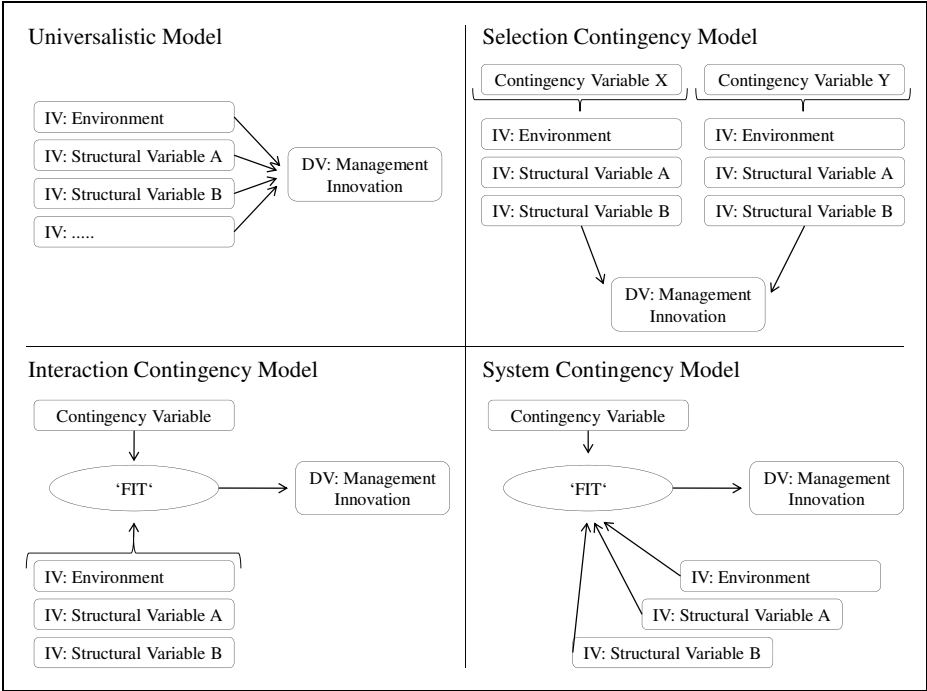 Universalistic Model
IV: Environment
IV: Structural Variable A
IV: Structural Variable B
IV: .....
DV: Management
Innovation
Selection Contingency Model
Contingency Variable X
IV: Environment
IV: Structural Variable A
IV: Structural Variable B
Contingency Variable Y
IV: Environment
IV: Structural Variable A
IV: Structural Variable B
DV: Management
Innovation
Interaction Contingency Model
Contingency Variable
‘FIT‘
DV: Management
Innovation
IV: Environment
IV: Structural Variable A
IV: Structural Variable B
System Contingency Model
Contingency Variable
‘FIT‘
DV: Management
Innovation
IV: Environment
IV: Structural Variable A
IV: Structural Variable B